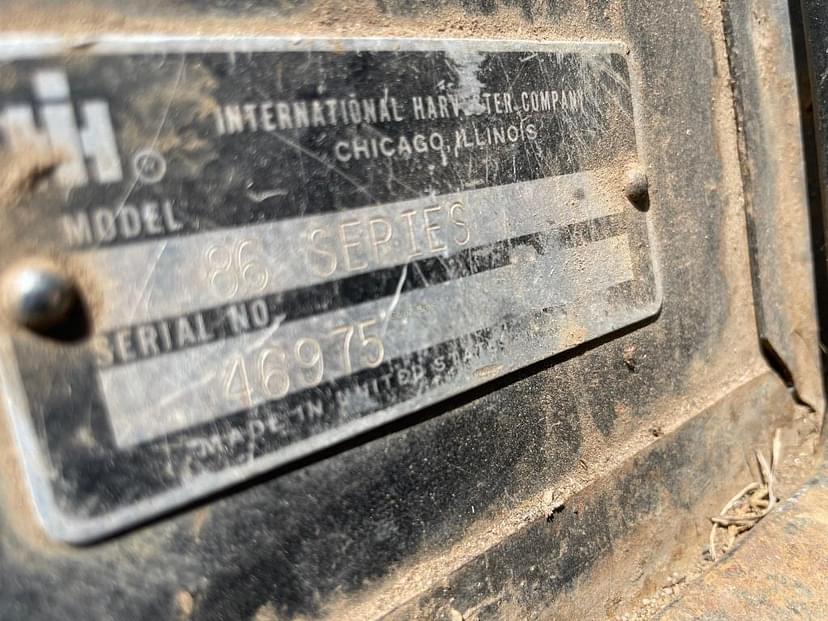 IH ®
INTERNATIONAL HARVESTER COMPANY
CHICAGO, ILLINOIS
MODEL
86 SERIES
SERIAL NO.
46975
MADE IN UNITED STATES